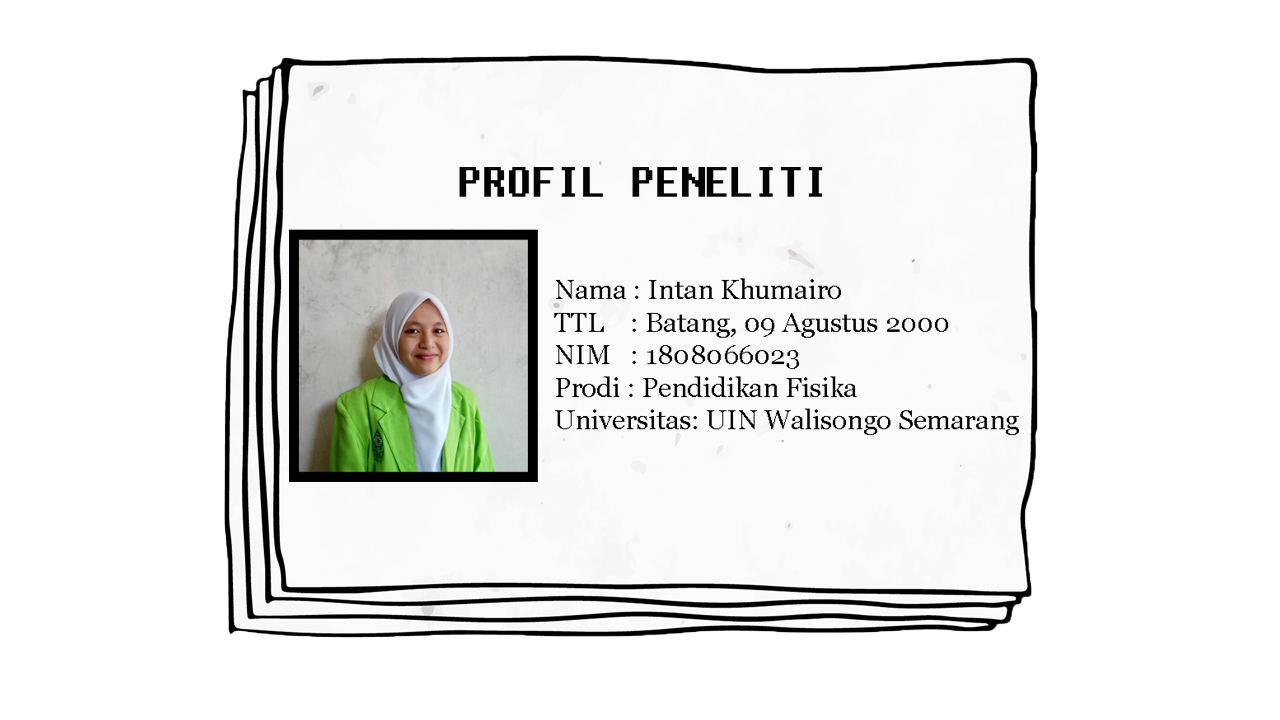 PROFIL PENELITI
Nama : Intan Khumairo
TTL : Batang, 09 Agustus 2000
NIM : 1808066023
Prodi : Pendidikan Fisika
Universitas: UIN Walisongo Semarang